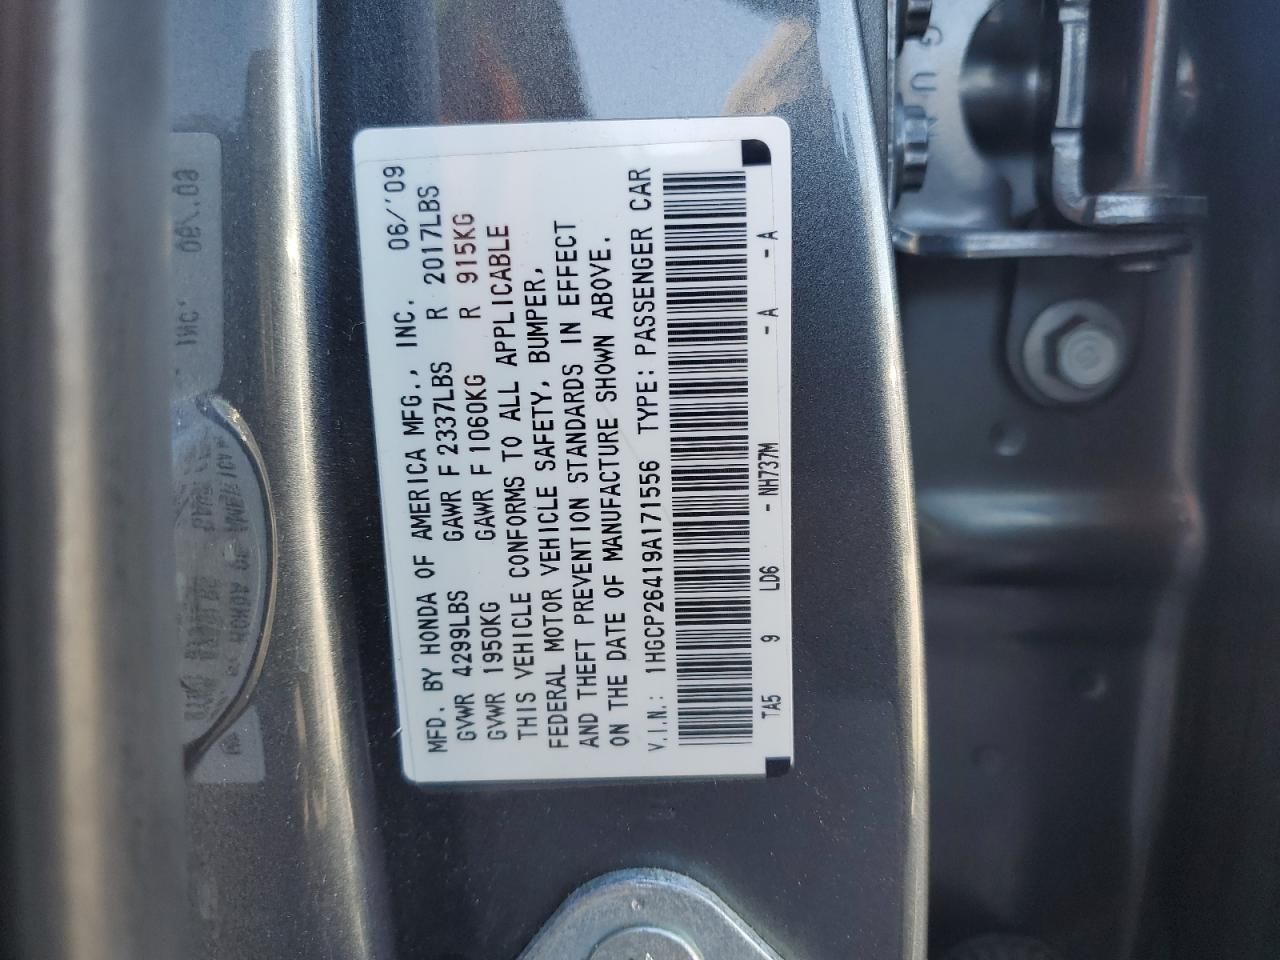 MFD. BY HONDA OF AMERICA MFG., INC. 06/'09
GVWR 4299LBS GAWR F 2337LBS R 2017LBS
GVWR 1950KG GAWR F 1060KG R 915KG
THIS VEHICLE CONFORMS TO ALL APPLICABLE
FEDERAL MOTOR VEHICLE SAFETY, BUMPER,
AND THEFT PREVENTION STANDARDS IN EFFECT
ON THE DATE OF MANUFACTURE SHOWN ABOVE.
V.I.N.: 1HGCP26419A171556 TYPE: PASSENGER CAR
TA5 9 LD6 - NH737M - A - A